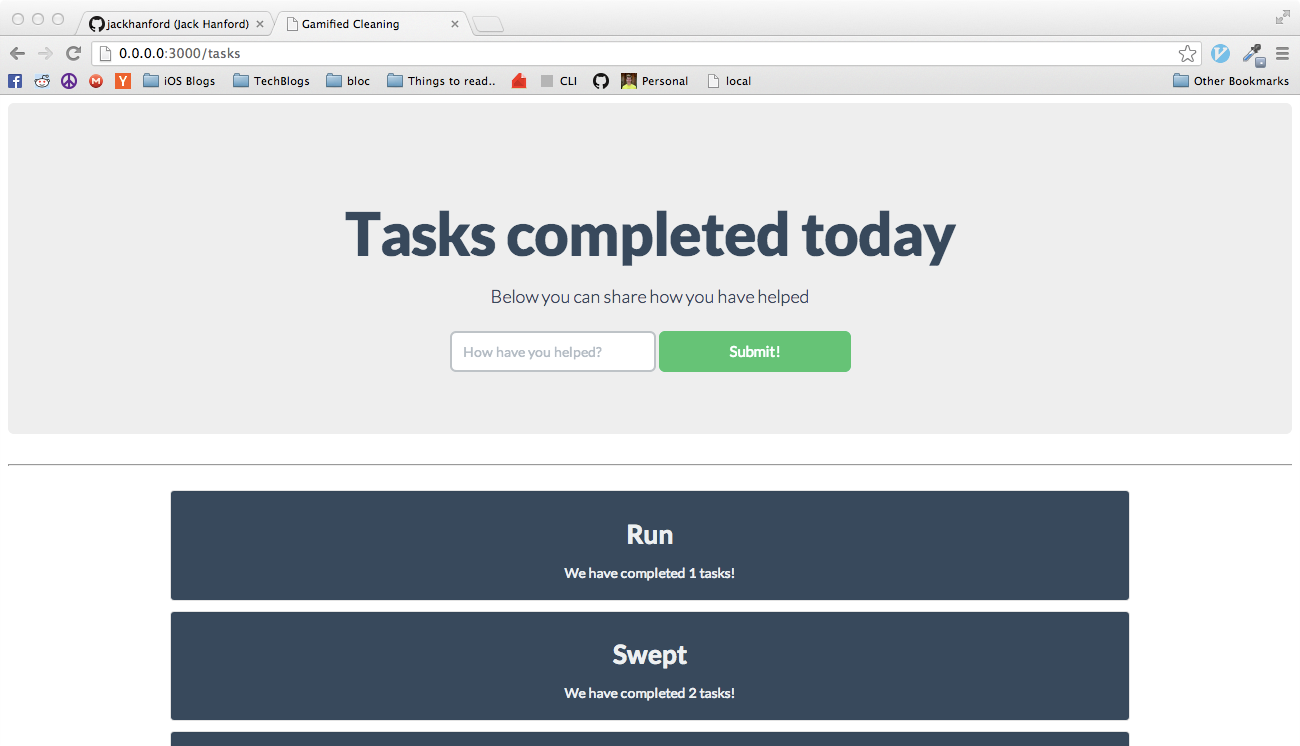 jackhanford (Jack Hanford)
Gamified Cleaning
0.0.0.0:3000/tasks
iOS Blogs TechBlogs bloc Things to read.. CLI Personal local Other Bookmarks
Tasks completed today
Below you can share how you have helped
How have you helped? Submit!
Run
We have completed 1 tasks!
Swept
We have completed 2 tasks!